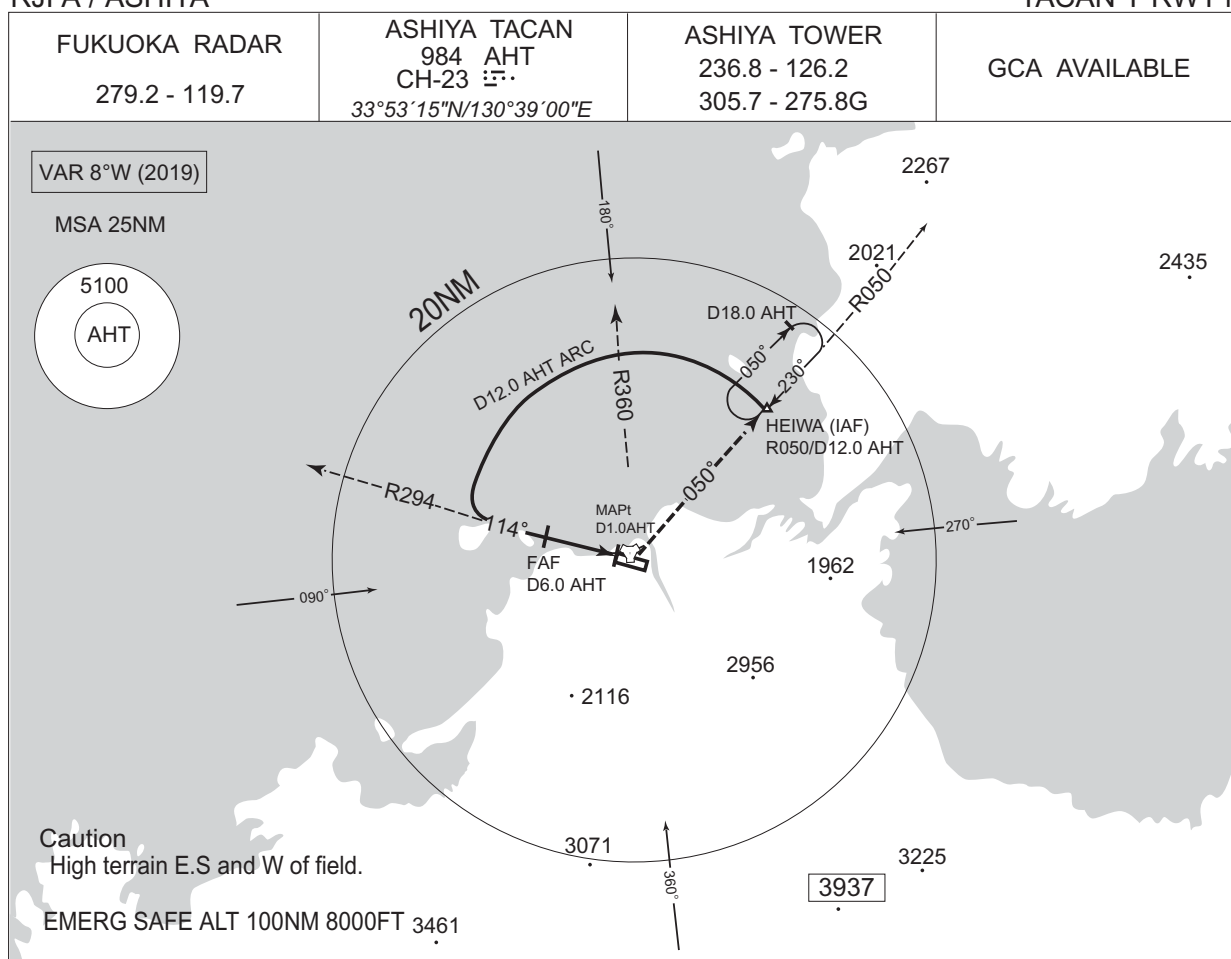 RJFA / ASHIYA
FUKUOKA RADAR
279.2 - 119.7
ASHIYA TACAN
984 AHT
CH-23
33°53´15"N/130°39´00"E
ASHIYA TOWER
236.8 - 126.2
305.7 - 275.8G
GCA AVAILABLE
VAR 8°W (2019)
MSA 25NM
5100
AHT
20NM
180°
2267
2021
2435
R050
D18.0 AHT
050°
230°
D12.0 AHT ARC
R360
HEIWA (IAF)
R050/D12.0 AHT
R294
114°
050°
MAPt
D1.0AHT
FAF
D6.0 AHT
270°
090°
1962
2956
2116
3071
360°
3225
3937
Caution
High terrain E.S and W of field.
EMERG SAFE ALT 100NM 8000FT
3461